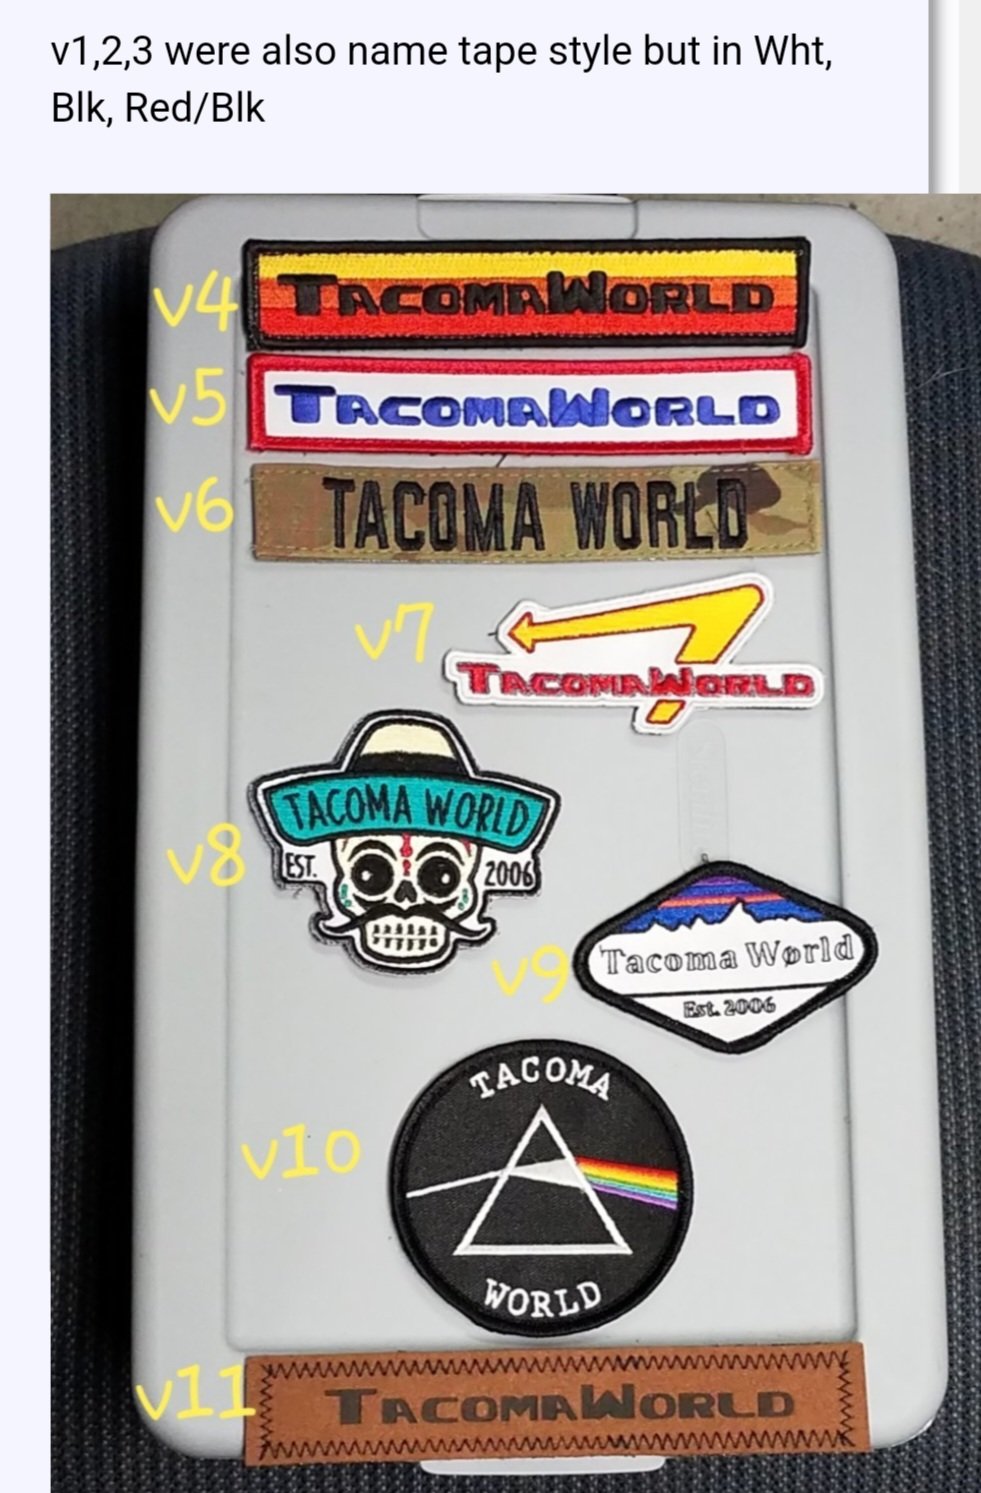 v1,2,3 were also name tape style but in Wht,
Blk, Red/Blk
v4 TACOMAWORLD
v5 TACOMAWORLD
v6 TACOMA WORLD
v7
TACOMAWORLD
TACOMA WORLD
v8 EST. 2006
v9 Tacoma World
Est. 2006
TACOMA
v10
WORLD
v11 TACOMAWORLD